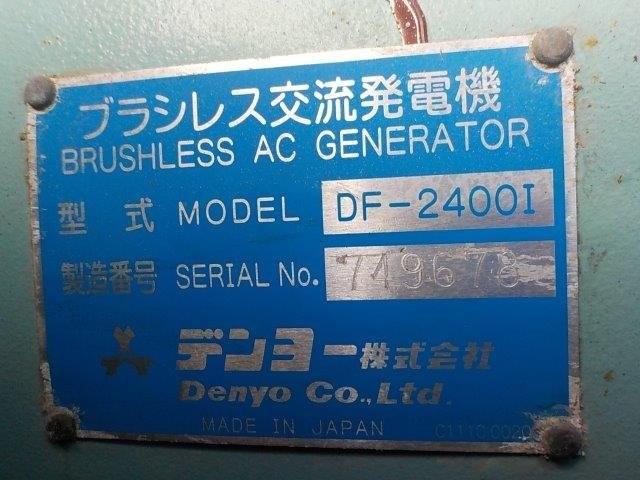 ブラシレス交流発電機
BRUSHLESS AC GENERATOR
型式 MODEL DF-2400I
製造番号 SERIAL No. 749673
デンヨー株式会社
Denyo Co.,Ltd.
MADE IN JAPAN